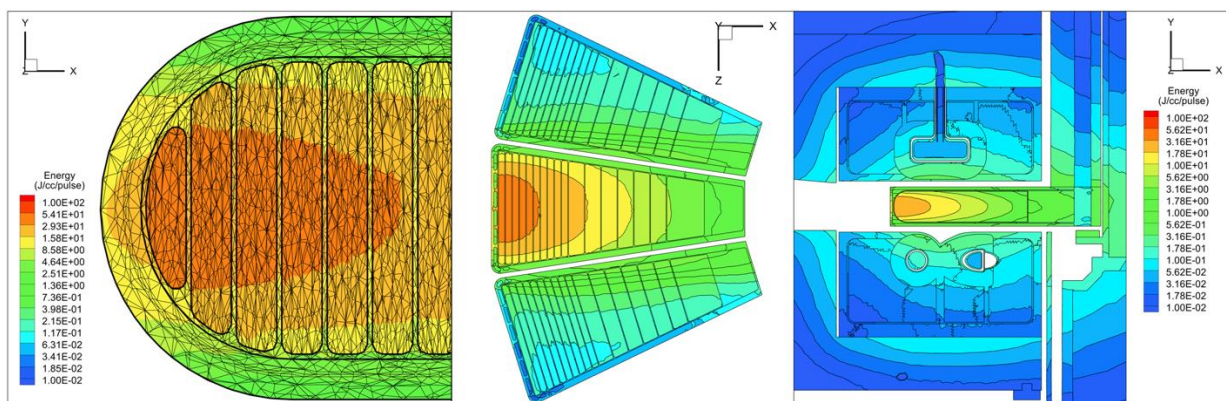 Y
Z
X
Energy
(J/cc/pulse)
1.00E+02
5.41E+01
2.93E+01
1.58E+01
8.58E+00
4.64E+00
2.51E+00
1.36E+00
7.36E-01
3.98E-01
2.15E-01
1.17E-01
6.31E-02
3.41E-02
1.85E-02
1.00E-02
Y
X
Z
Y
Z
X
Energy
(J/cc/pulse)
1.00E+02
5.62E+01
3.16E+01
1.78E+01
1.00E+01
5.62E+00
3.16E+00
1.78E+00
1.00E+00
5.62E-01
3.16E-01
1.78E-01
1.00E-01
5.62E-02
3.16E-02
1.78E-02
1.00E-02